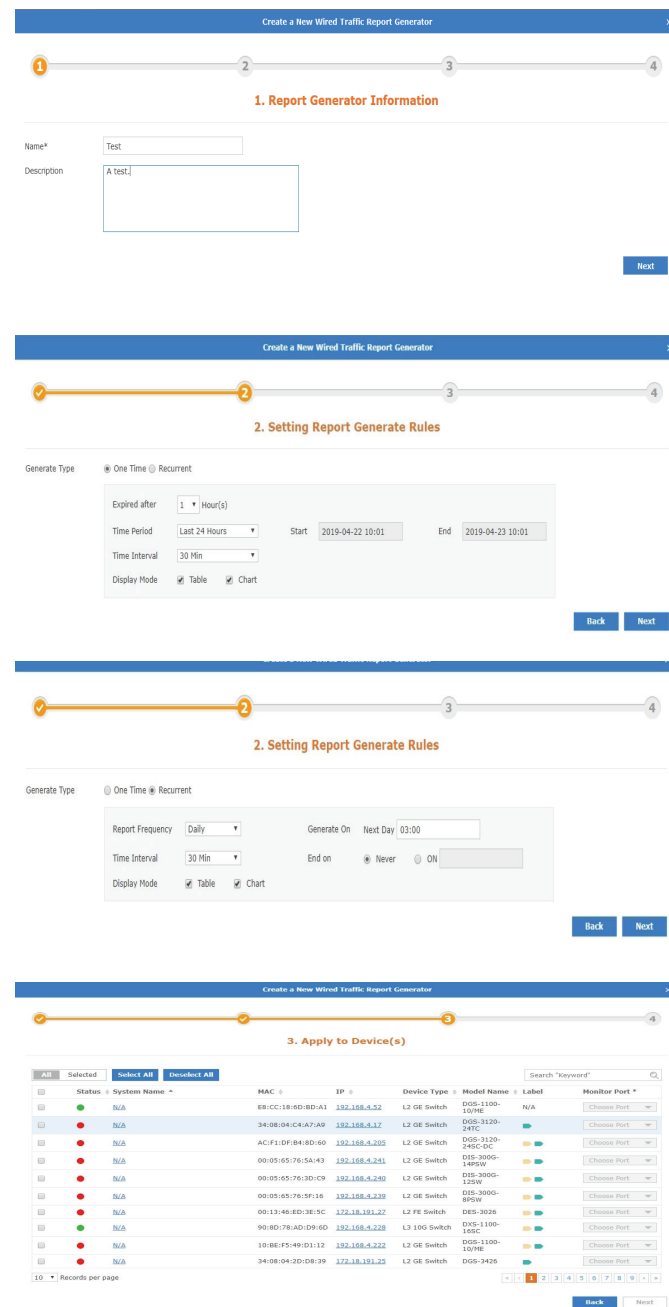 Create a New Wired Traffic Report Generator
1 2 3 4
1. Report Generator Information
Name* Test
Description A test.
Next
Create a New Wired Traffic Report Generator
2 3 4
2. Setting Report Generate Rules
Generate Type One Time Recurrent
Expired after 1 Hour(s)
Time Period Last 24 Hours Start 2019-04-22 10:01 End 2019-04-23 10:01
Time Interval 30 Min
Display Mode Table Chart
Back Next
Create a New Wired Traffic Report Generator
2 3 4
2. Setting Report Generate Rules
Generate Type One Time Recurrent
Report Frequency Daily Generate On Next Day 03:00
Time Interval 30 Min End on Never ON
Display Mode Table Chart
Back Next
Create a New Wired Traffic Report Generator
3 4
3. Apply to Device(s)
All Selected Select All Deselect All Search "Keyword"
Status System Name MAC IP Device Type Model Name Label Monitor Port *
N/A E8:CC:18:6D:BD:A1 192.168.4.52 L2 GE Switch DGS-1100-10/ME N/A Choose Port
N/A 34:08:04:C4:A7:A9 192.168.4.17 L2 GE Switch DGS-3120-24TC Choose Port
N/A AC:F1:DF:B4:8D:60 192.168.4.205 L2 GE Switch DGS-3120-24SC-DC Choose Port
N/A 00:05:65:76:5A:43 192.168.4.241 L2 GE Switch DIS-300G-14PSW Choose Port
N/A 00:05:65:76:3D:C9 192.168.4.240 L2 GE Switch DIS-300G-12SW Choose Port
N/A 00:05:65:76:5F:16 192.168.4.239 L2 GE Switch DIS-300G-8PSW Choose Port
N/A 00:13:46:ED:3E:5C 172.18.191.27 L2 FE Switch DES-3026 Choose Port
N/A 90:8D:78:AD:D9:6D 192.168.4.228 L3 10G Switch DXS-1100-16SC Choose Port
N/A 10:BE:F5:49:D1:12 192.168.4.222 L2 GE Switch DGS-1100-10/ME Choose Port
N/A 34:08:04:2D:D8:39 172.18.191.25 L2 GE Switch DGS-3426 Choose Port
10 Records per page « ‹ 1 2 3 4 5 6 7 8 9 › »
Back Next